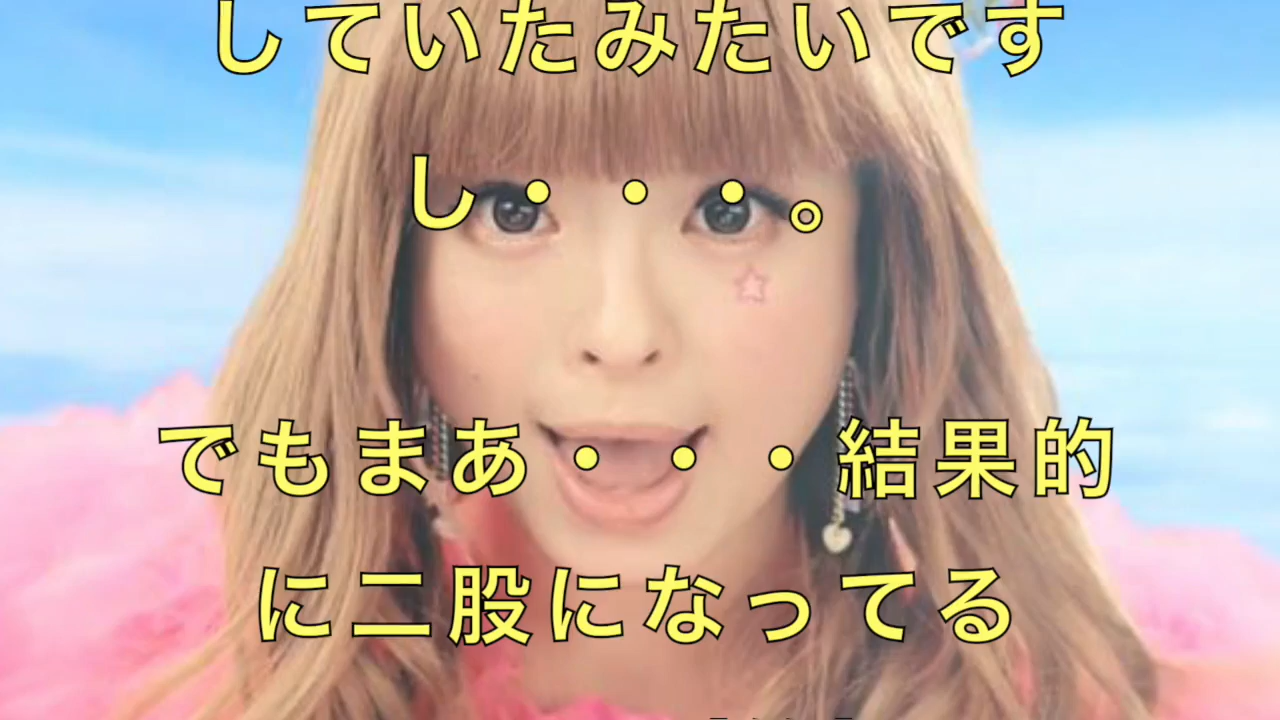 していたみたいです
し・・・。
でもまあ・・・結果的
に二股になってる